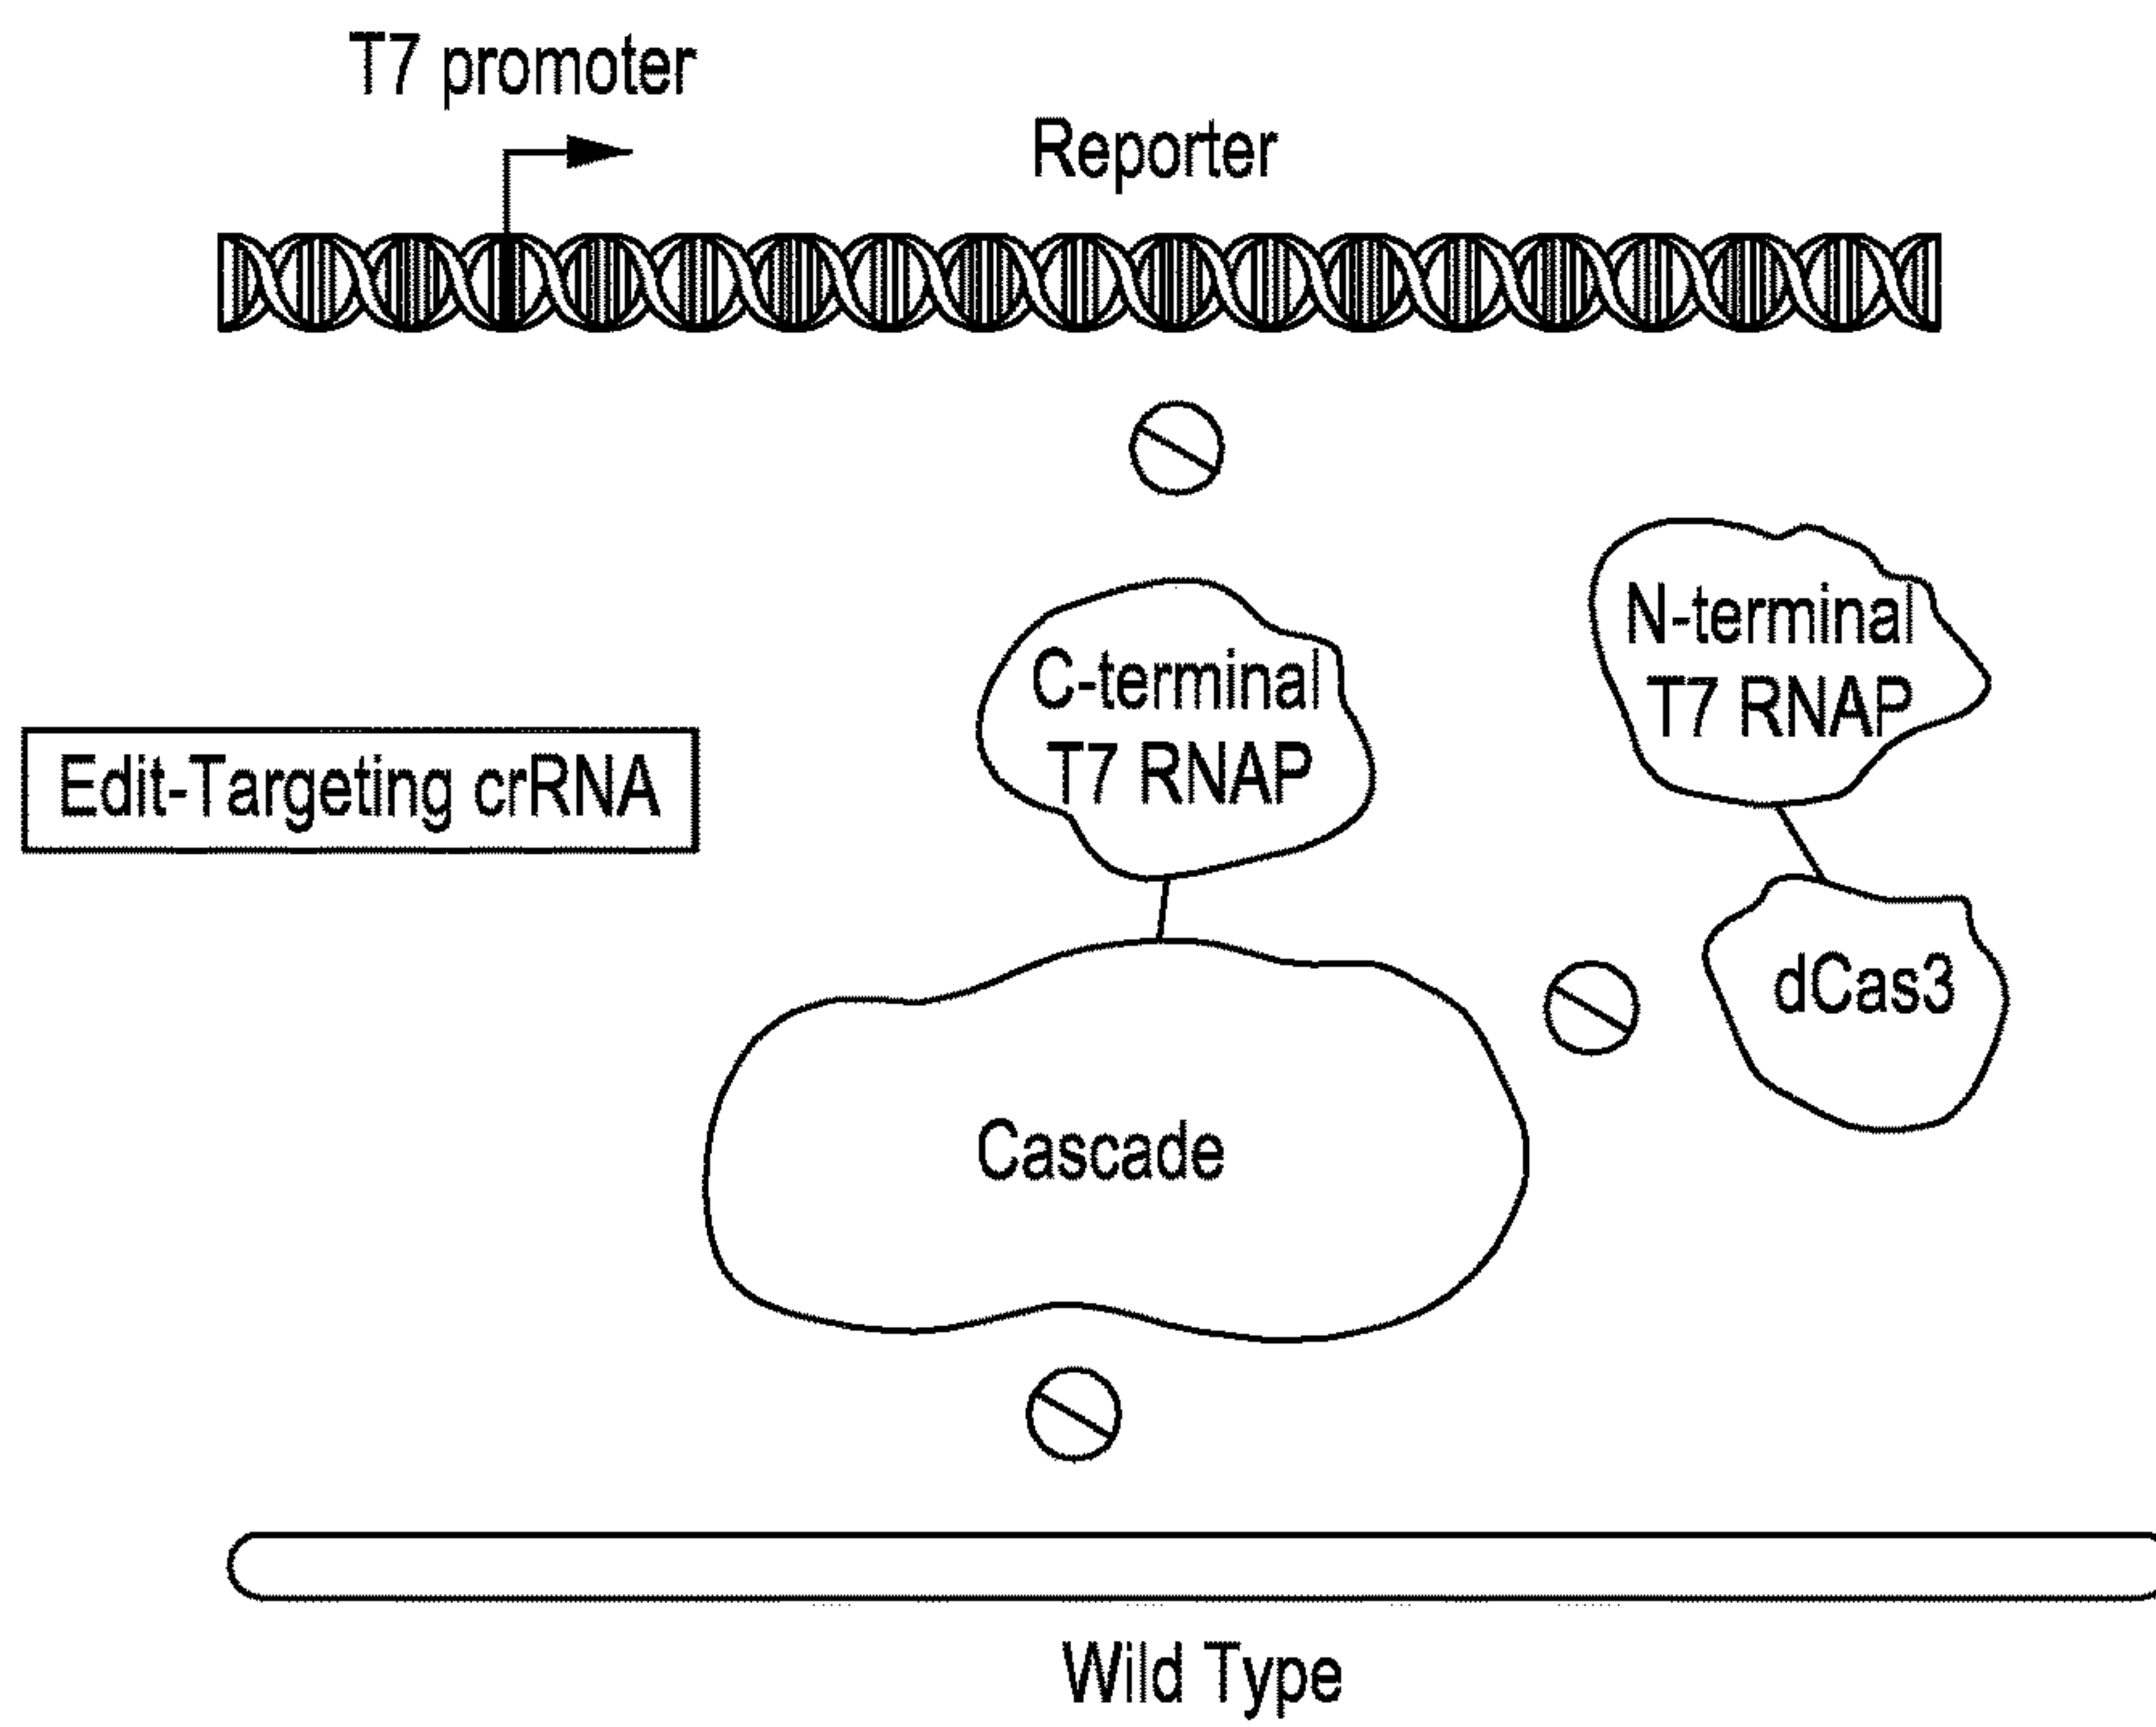 T7 promoter
Reporter
N-terminal
T7 RNAP
C-terminal
T7 RNAP
Edit-Targeting crRNA
dCas3
Cascade
Wild Type